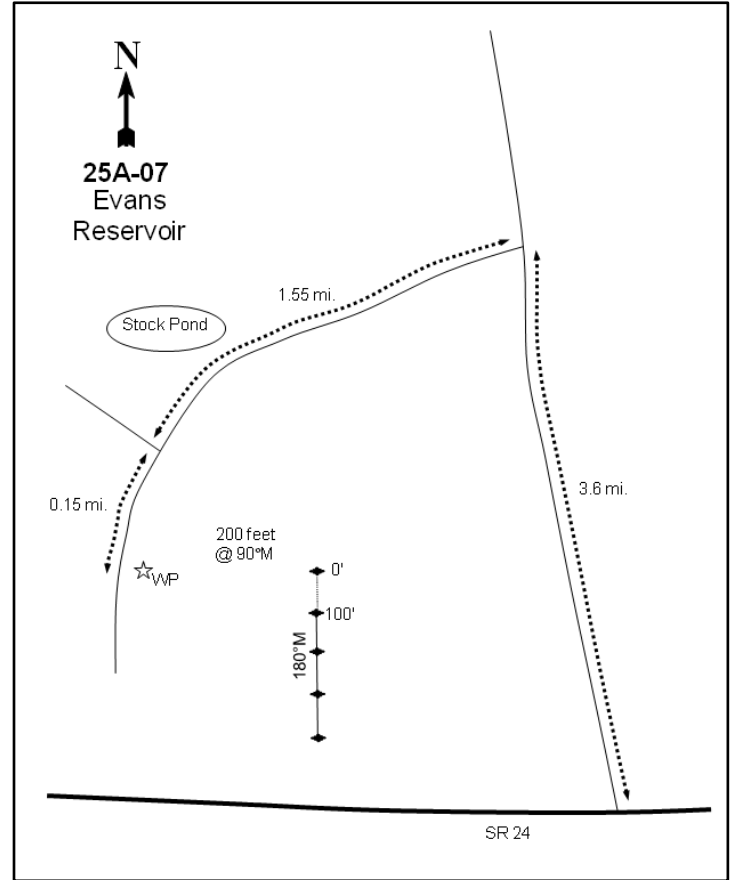 N
25A-07
Evans
Reservoir
1.55 mi.
Stock Pond
0.15 mi.
3.6 mi.
200 feet
@ 90°M
WP
0'
100'
180°M
SR 24